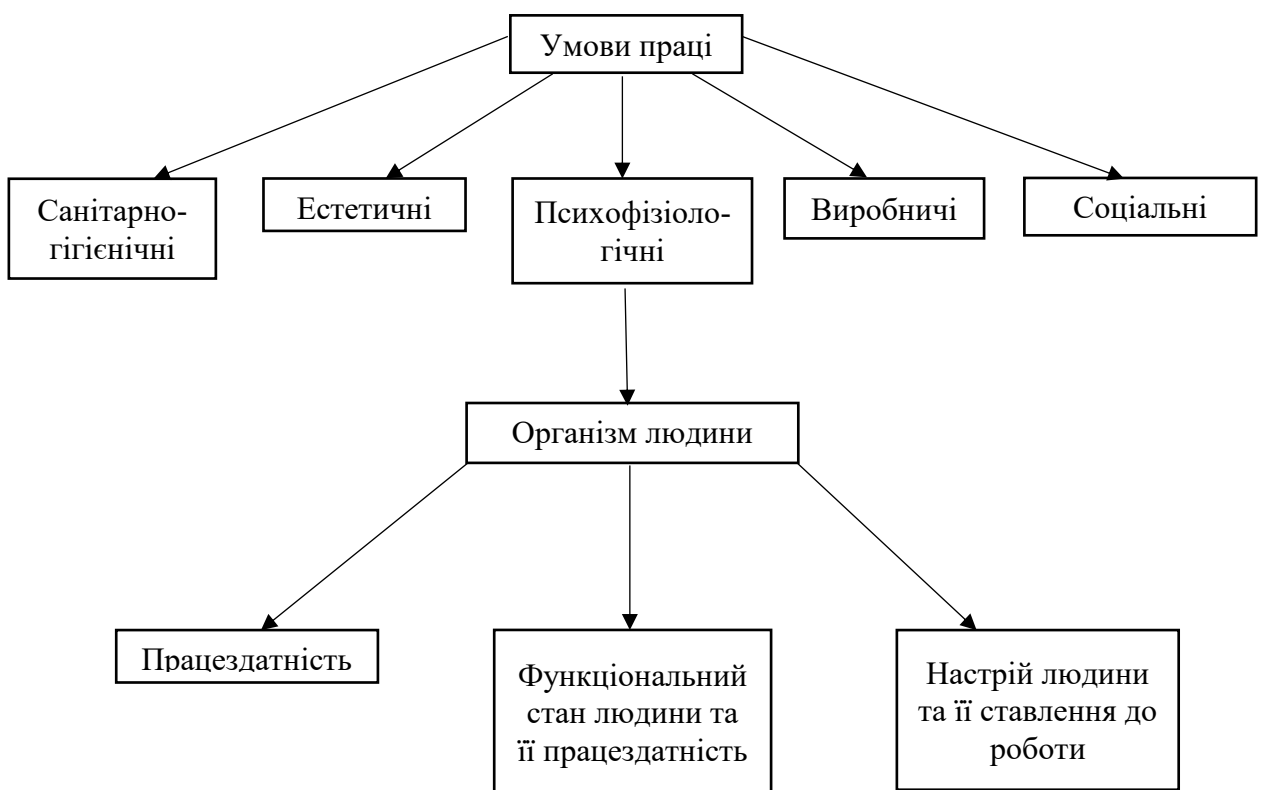 Умови праці
Санітарно-
гігієнічні
Естетичні
Психофізіоло-
гічні
Виробничі
Соціальні
Організм людини
Працездатність
Функціональний
стан людини та
її працездатність
Настрій людини
та її ставлення до
роботи